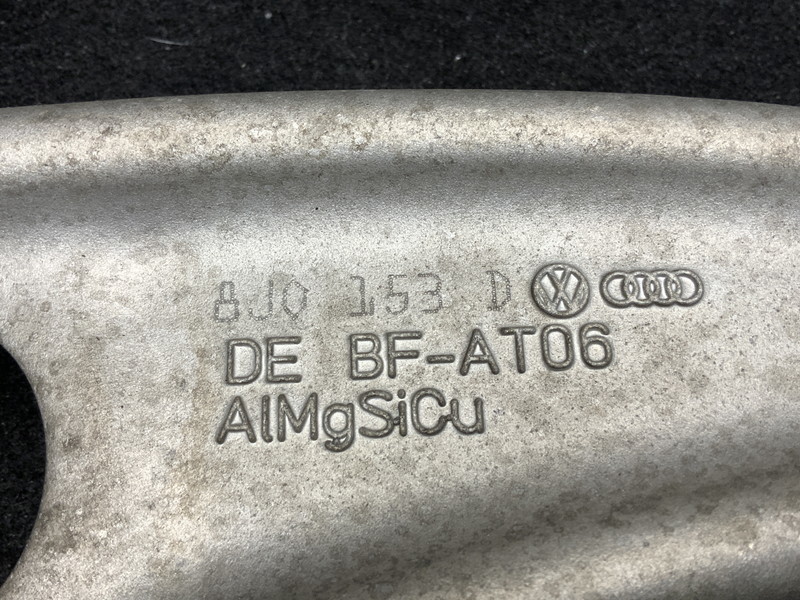 8J0 153 D
DE BF-AT06
AlMgSiCu